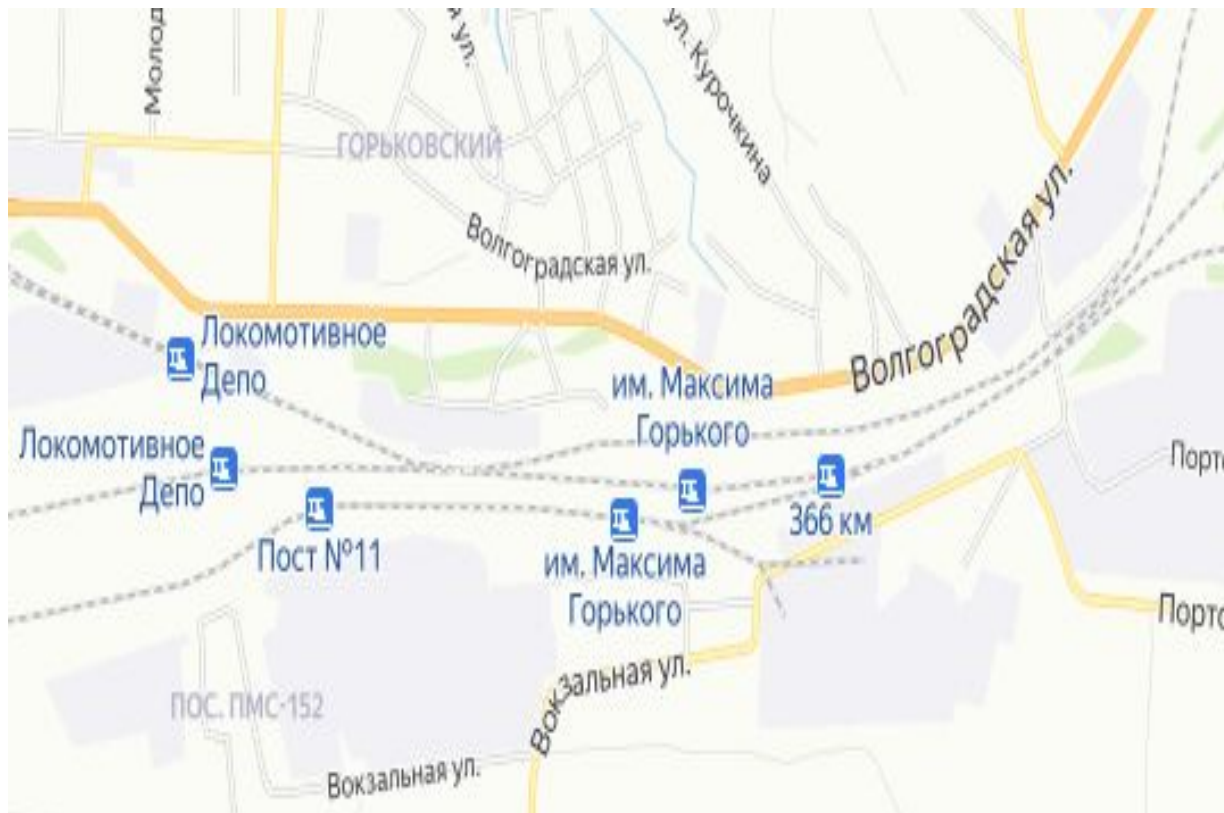 Молод
я ул.
ул. Курочкина
ГОРЬКОВСКИЙ
Волгоградская ул.
Волгоградская ул.
Локомотивное
Депо
им. Максима
Горького
Локомотивное
Депо
Порто
366 км
Пост №11
им. Максима
Горького
Порто
Вокзальная ул.
ПОС. ПМС-152
Вокзальная ул.